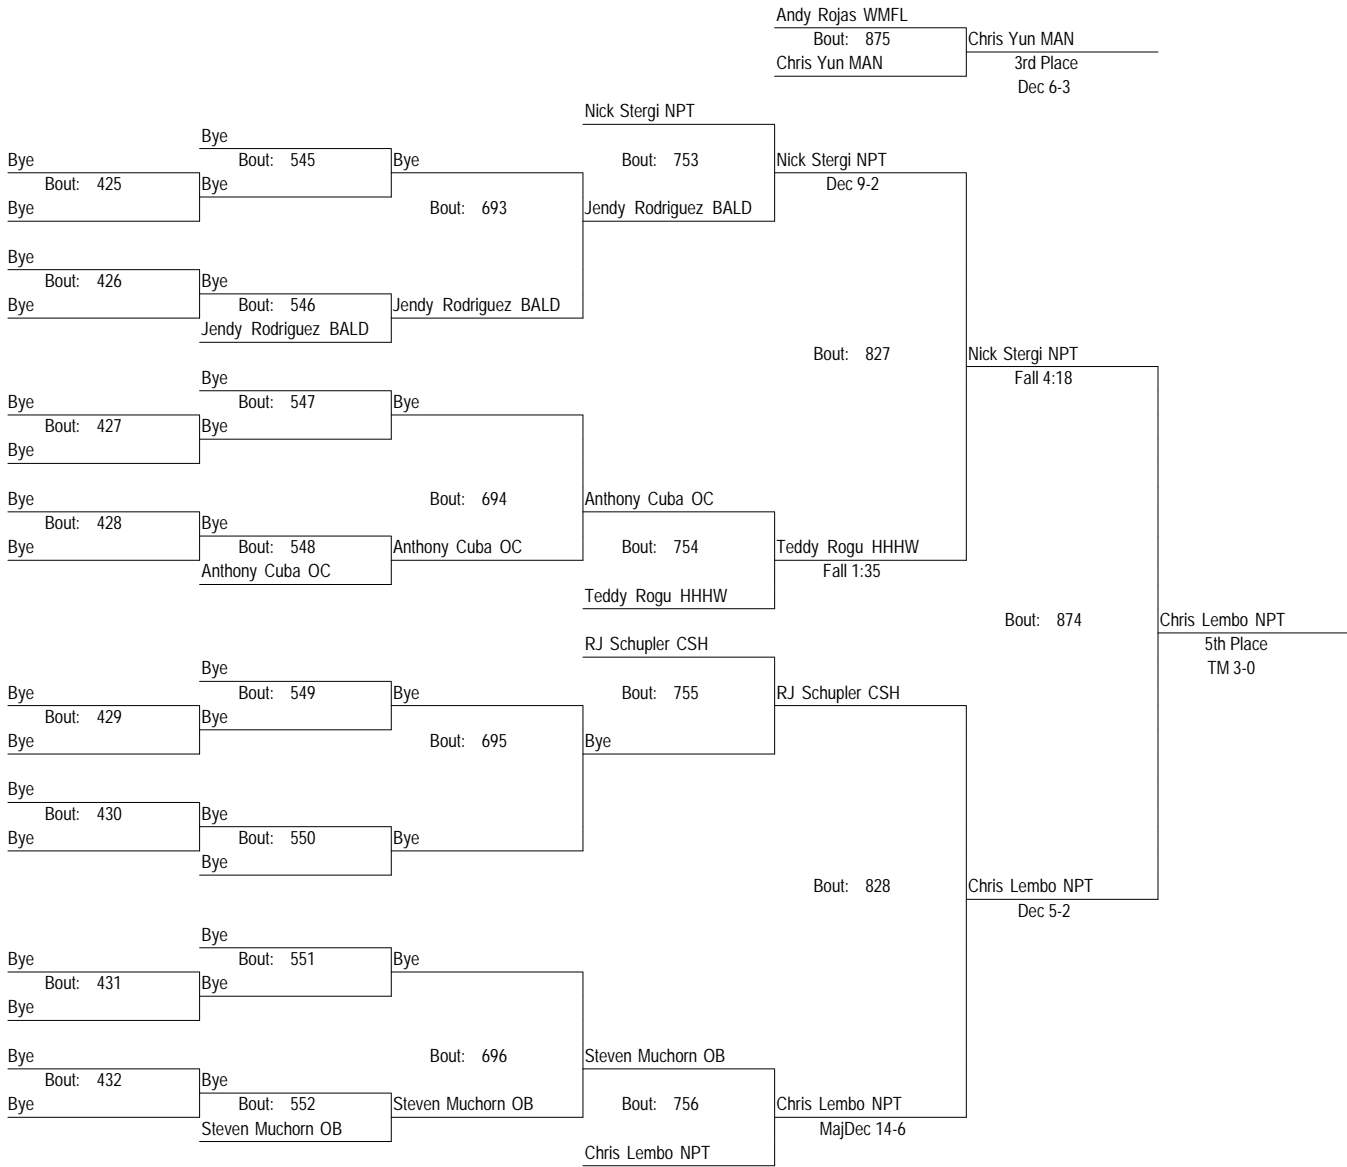 Andy Rojas WMFL
Bout: 875
Chris Yun MAN
Chris Yun MAN
3rd Place
Dec 6-3
Nick Stergi NPT
Bye
Bye
Bout: 545
Bye
Bout: 753
Nick Stergi NPT
Bout: 425
Bye
Dec 9-2
Bye
Bout: 693
Jendy Rodriguez BALD
Bye
Bout: 426
Bye
Bye
Bout: 546
Jendy Rodriguez BALD
Jendy Rodriguez BALD
Bout: 827
Nick Stergi NPT
Fall 4:18
Bye
Bye
Bout: 547
Bye
Bout: 427
Bye
Bye
Bye
Bout: 694
Anthony Cuba OC
Bout: 428
Bye
Bye
Bout: 548
Anthony Cuba OC
Bout: 754
Teddy Rogu HHHW
Anthony Cuba OC
Fall 1:35
Teddy Rogu HHHW
Bout: 874
Chris Lembo NPT
5th Place
TM 3-0
RJ Schupler CSH
Bye
Bye
Bout: 549
Bye
Bout: 755
RJ Schupler CSH
Bout: 429
Bye
Bye
Bout: 695
Bye
Bye
Bout: 430
Bye
Bye
Bout: 550
Bye
Bye
Bout: 828
Chris Lembo NPT
Dec 5-2
Bye
Bye
Bout: 551
Bye
Bout: 431
Bye
Bye
Bye
Bout: 696
Steven Muchorn OB
Bout: 432
Bye
Bye
Bout: 552
Steven Muchorn OB
Bout: 756
Chris Lembo NPT
Steven Muchorn OB
MajDec 14-6
Chris Lembo NPT